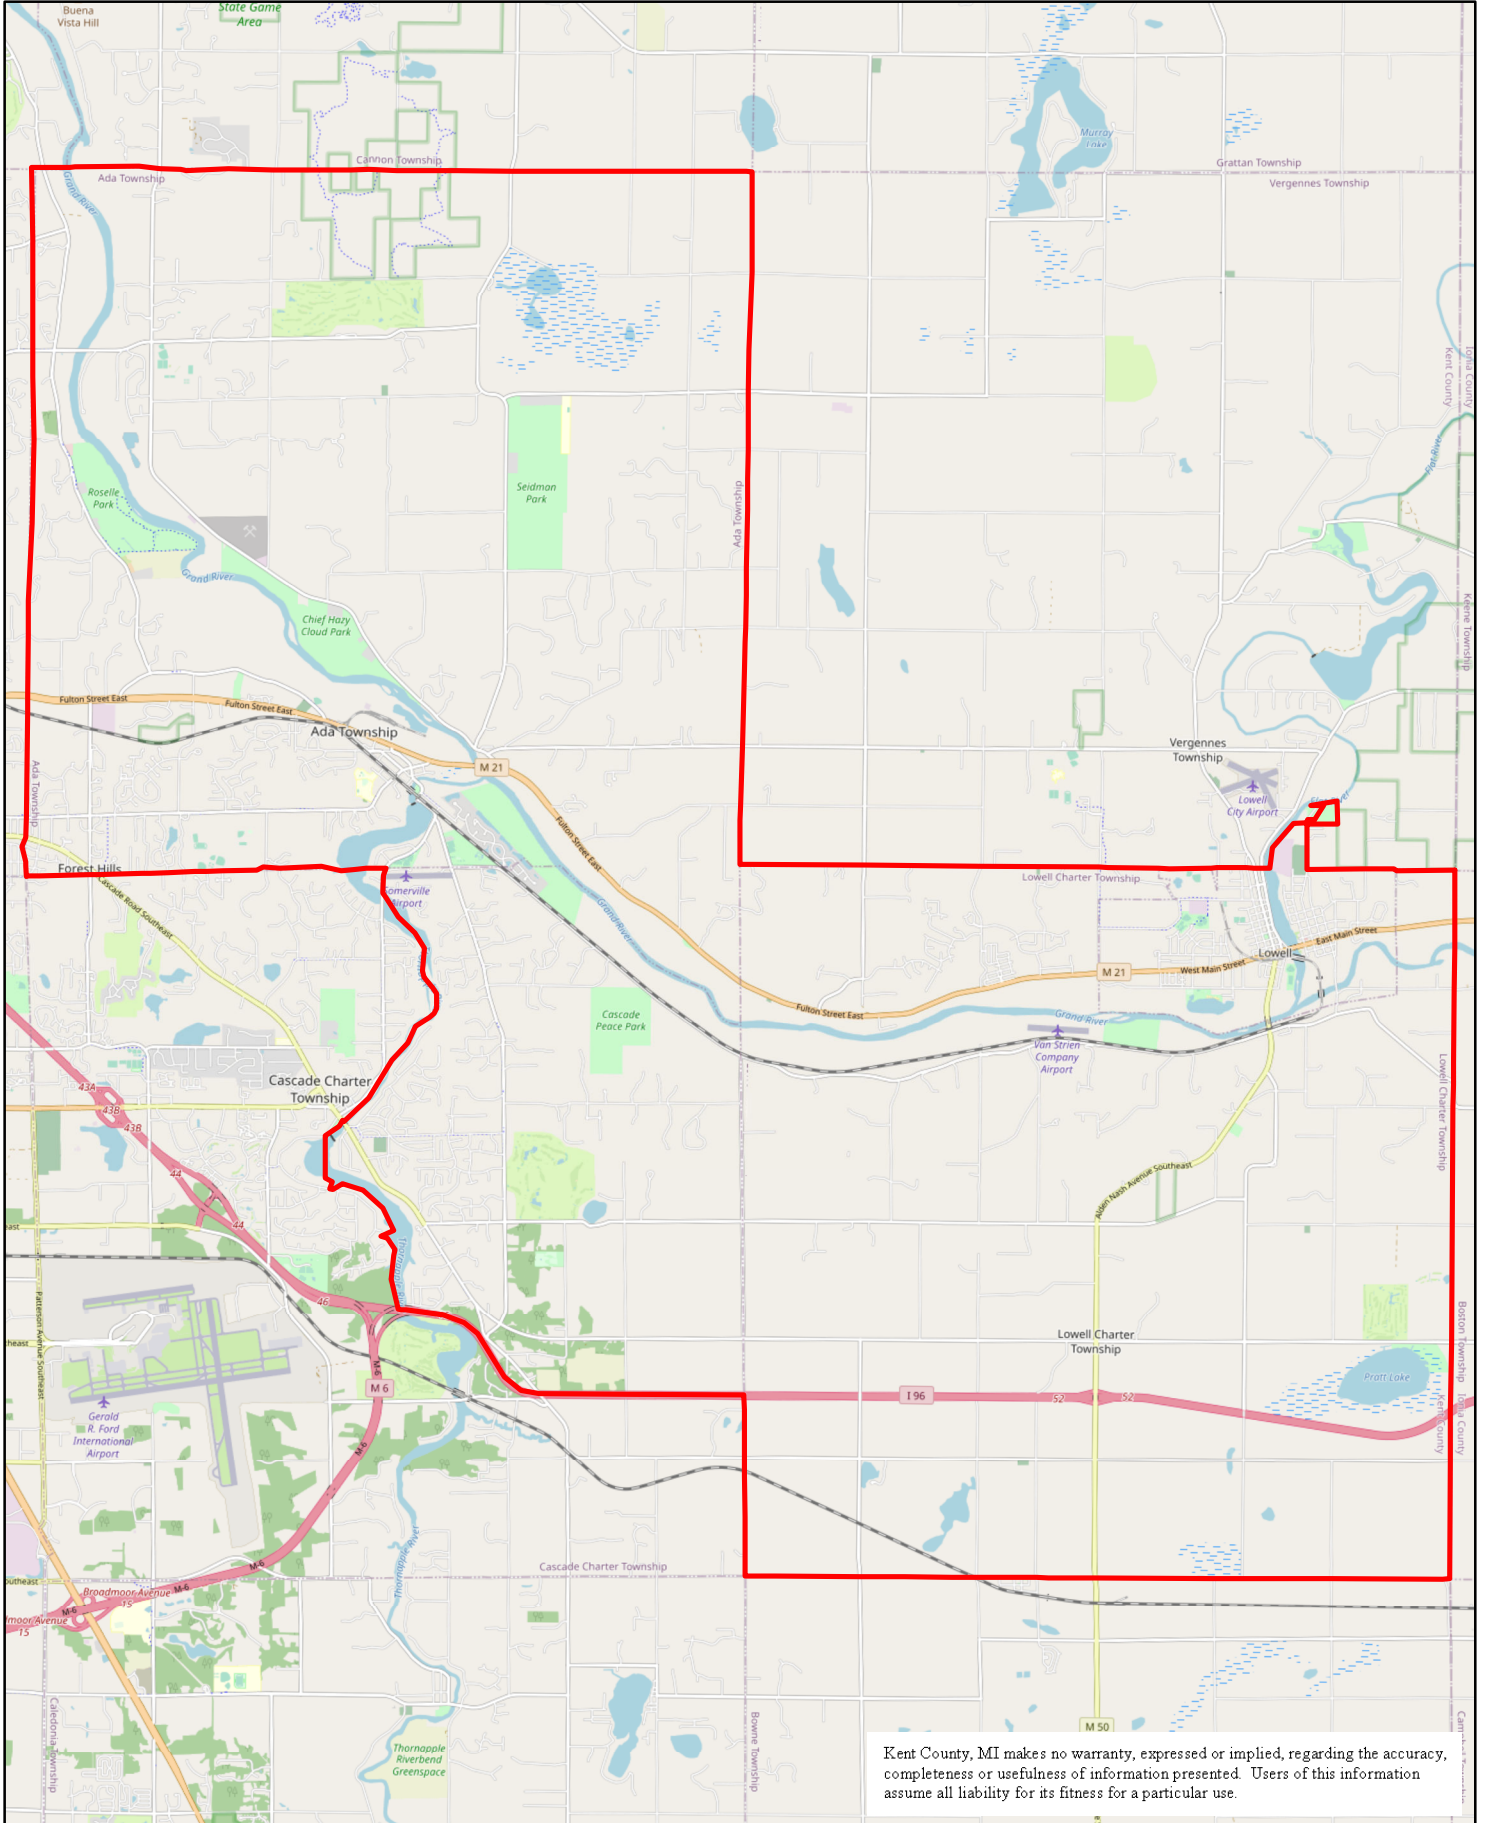 Buena
Vista Hill
State Game
Area
Murray
Lake
Cannon Township
Grattan Township
Ada Township
Vergennes Township
Grand River
Ionia County
Kent County
Flat River
Roselle
Park
Seidman
Park
Ada Township
Grand River
Chief Hazy
Cloud Park
Keene Township
Fulton Street East
Fulton Street East
Ada Township
Vergennes
Township
M 21
Ada Township
Lowell
City Airport
Fulton Street East
Forest Hills
Lowell Charter Township
Somerville
Airport
Cascade Road Southeast
Grand River
East Main Street
Lowell
M 21
West Main Street
Cascade
Peace Park
Fulton Street East
Grand River
Van Strien
Company
Airport
Cascade Charter
Township
43A
43B
43B
Lowell Charter Township
44
44
Alden Nash Avenue Southeast
east
46
Patterson Avenue Southeast
heast
Lowell Charter
Township
Boston Township
M-6
M 6
Pratt Lake
I 96
52
52
Gerald
R. Ford
International
Airport
Kent County
Ionia County
M-6
Thornapple River
M-6
Cascade Charter Township
outheast
Broadmoor Avenue
M-6
15
M-6
lmoor Avenue
15
Caledonia Township
Bowne Township
M 50
Thornapple
Riverbend
Greenspace
Kent County, MI makes no warranty, expressed or implied, regarding the accuracy,
completeness or usefulness of information presented.  Users of this information
assume all liability for its fitness for a particular use.